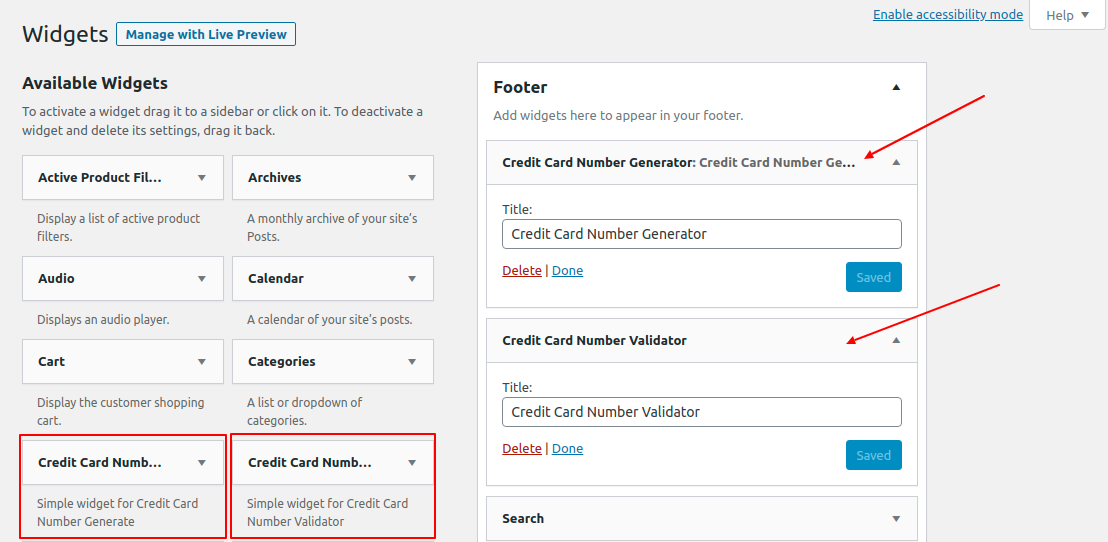 Enable accessibility mode
Help
Widgets
Manage with Live Preview
Available Widgets
To activate a widget drag it to a sidebar or click on it. To deactivate a
widget and delete its settings, drag it back.
Active Product Fil...
Archives
Display a list of active product
filters.
A monthly archive of your site's
Posts.
Audio
Calendar
Displays an audio player.
A calendar of your site's posts.
Cart
Categories
Display the customer shopping
cart.
A list or dropdown of
categories.
Credit Card Numb...
Credit Card Numb...
Simple widget for Credit Card
Number Generate
Simple widget for Credit Card
Number Validator
Footer
Add widgets here to appear in your footer.
Credit Card Number Generator: Credit Card Number Ge...
Title:
Credit Card Number Generator
Delete | Done
Saved
Credit Card Number Validator
Title:
Credit Card Number Validator
Delete | Done
Saved
Search